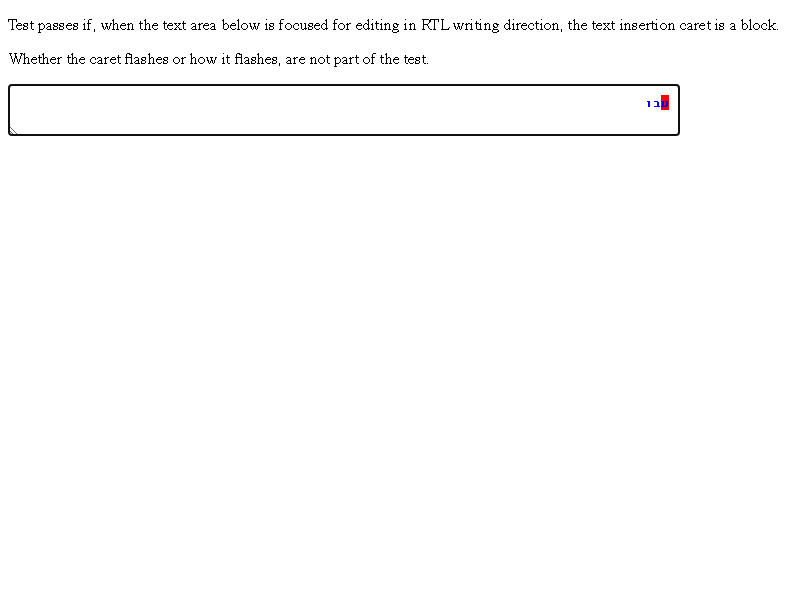 Test passes if, when the text area below is focused for editing in RTL writing direction, the text insertion caret is a block.
Whether the caret flashes or how it flashes, are not part of the test.
עבו